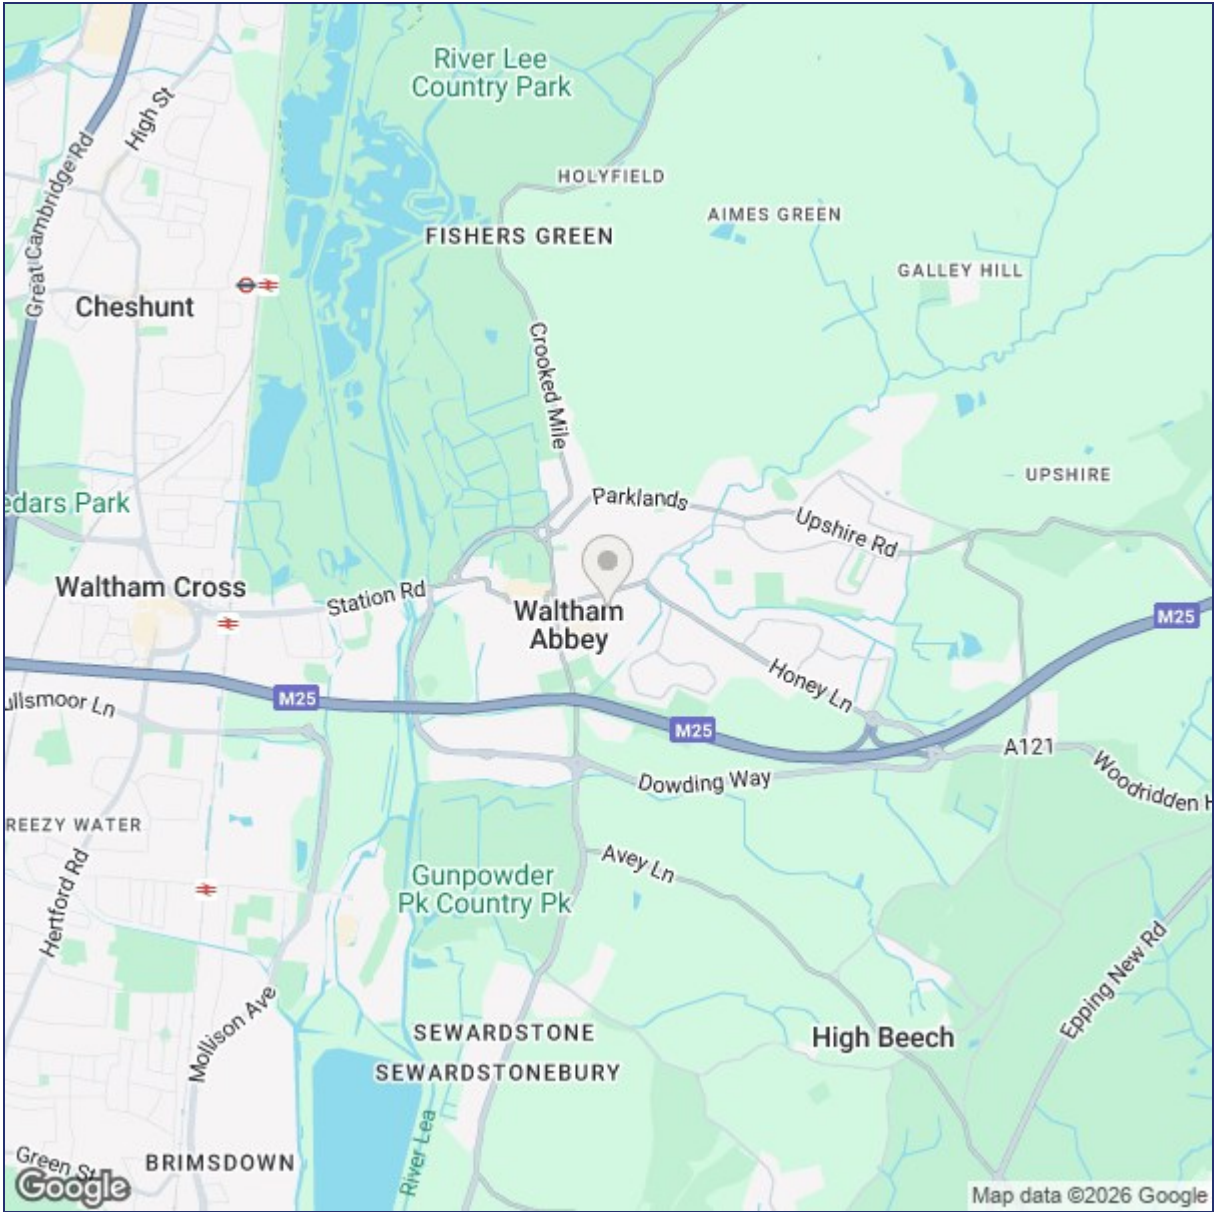 River Lee
Country Park
High St
Great Cambridge Rd
HOLYFIELD
AIMES GREEN
FISHERS GREEN
GALLEY HILL
Cheshunt
Crooked Mile
UPSHIRE
edars Park
Parklands
Upshire Rd
Waltham Cross
Station Rd
Waltham
Abbey
M25
Honey Ln
M25
ullsmoor Ln
M25
A121
Dowding Way
Woodridden H
REEZY WATER
Hertford Rd
Avey Ln
Gunpowder
Pk Country Pk
Epping New Rd
Mollison Ave
SEWARDSTONE
High Beech
SEWARDSTONEBURY
River Lea
Green St
BRIMSDOWN
Google
Map data ©2026 Google